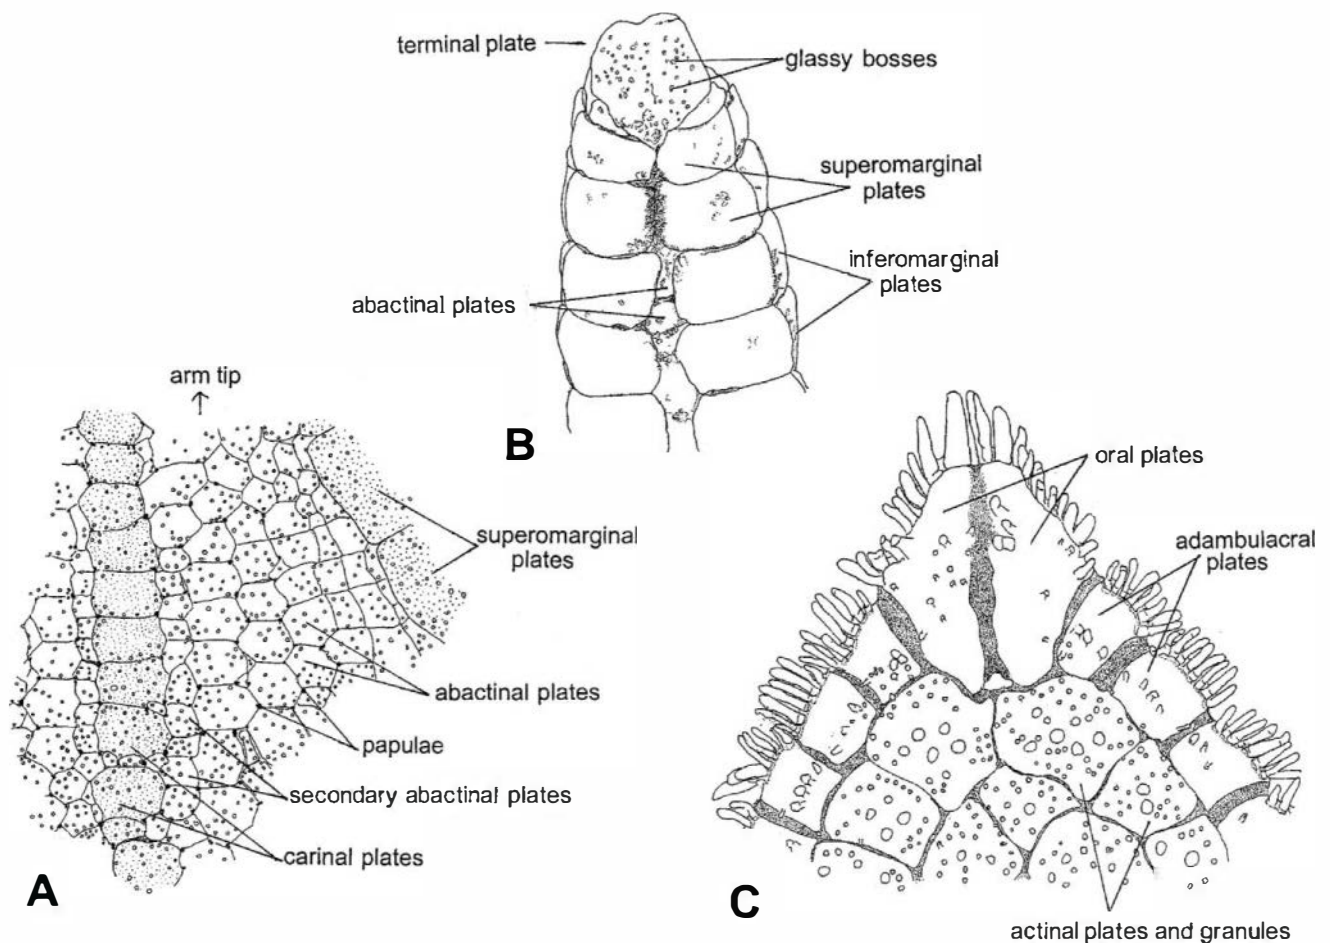 terminal plate
glassy bosses
superomarginal
plates
inferomarginal
plates
abactinal plates
B
arm tip
superomarginal
plates
abactinal plates
papulae
secondary abactinal plates
carinal plates
A
oral plates
adambulacral
plates
C
actinal plates and granules